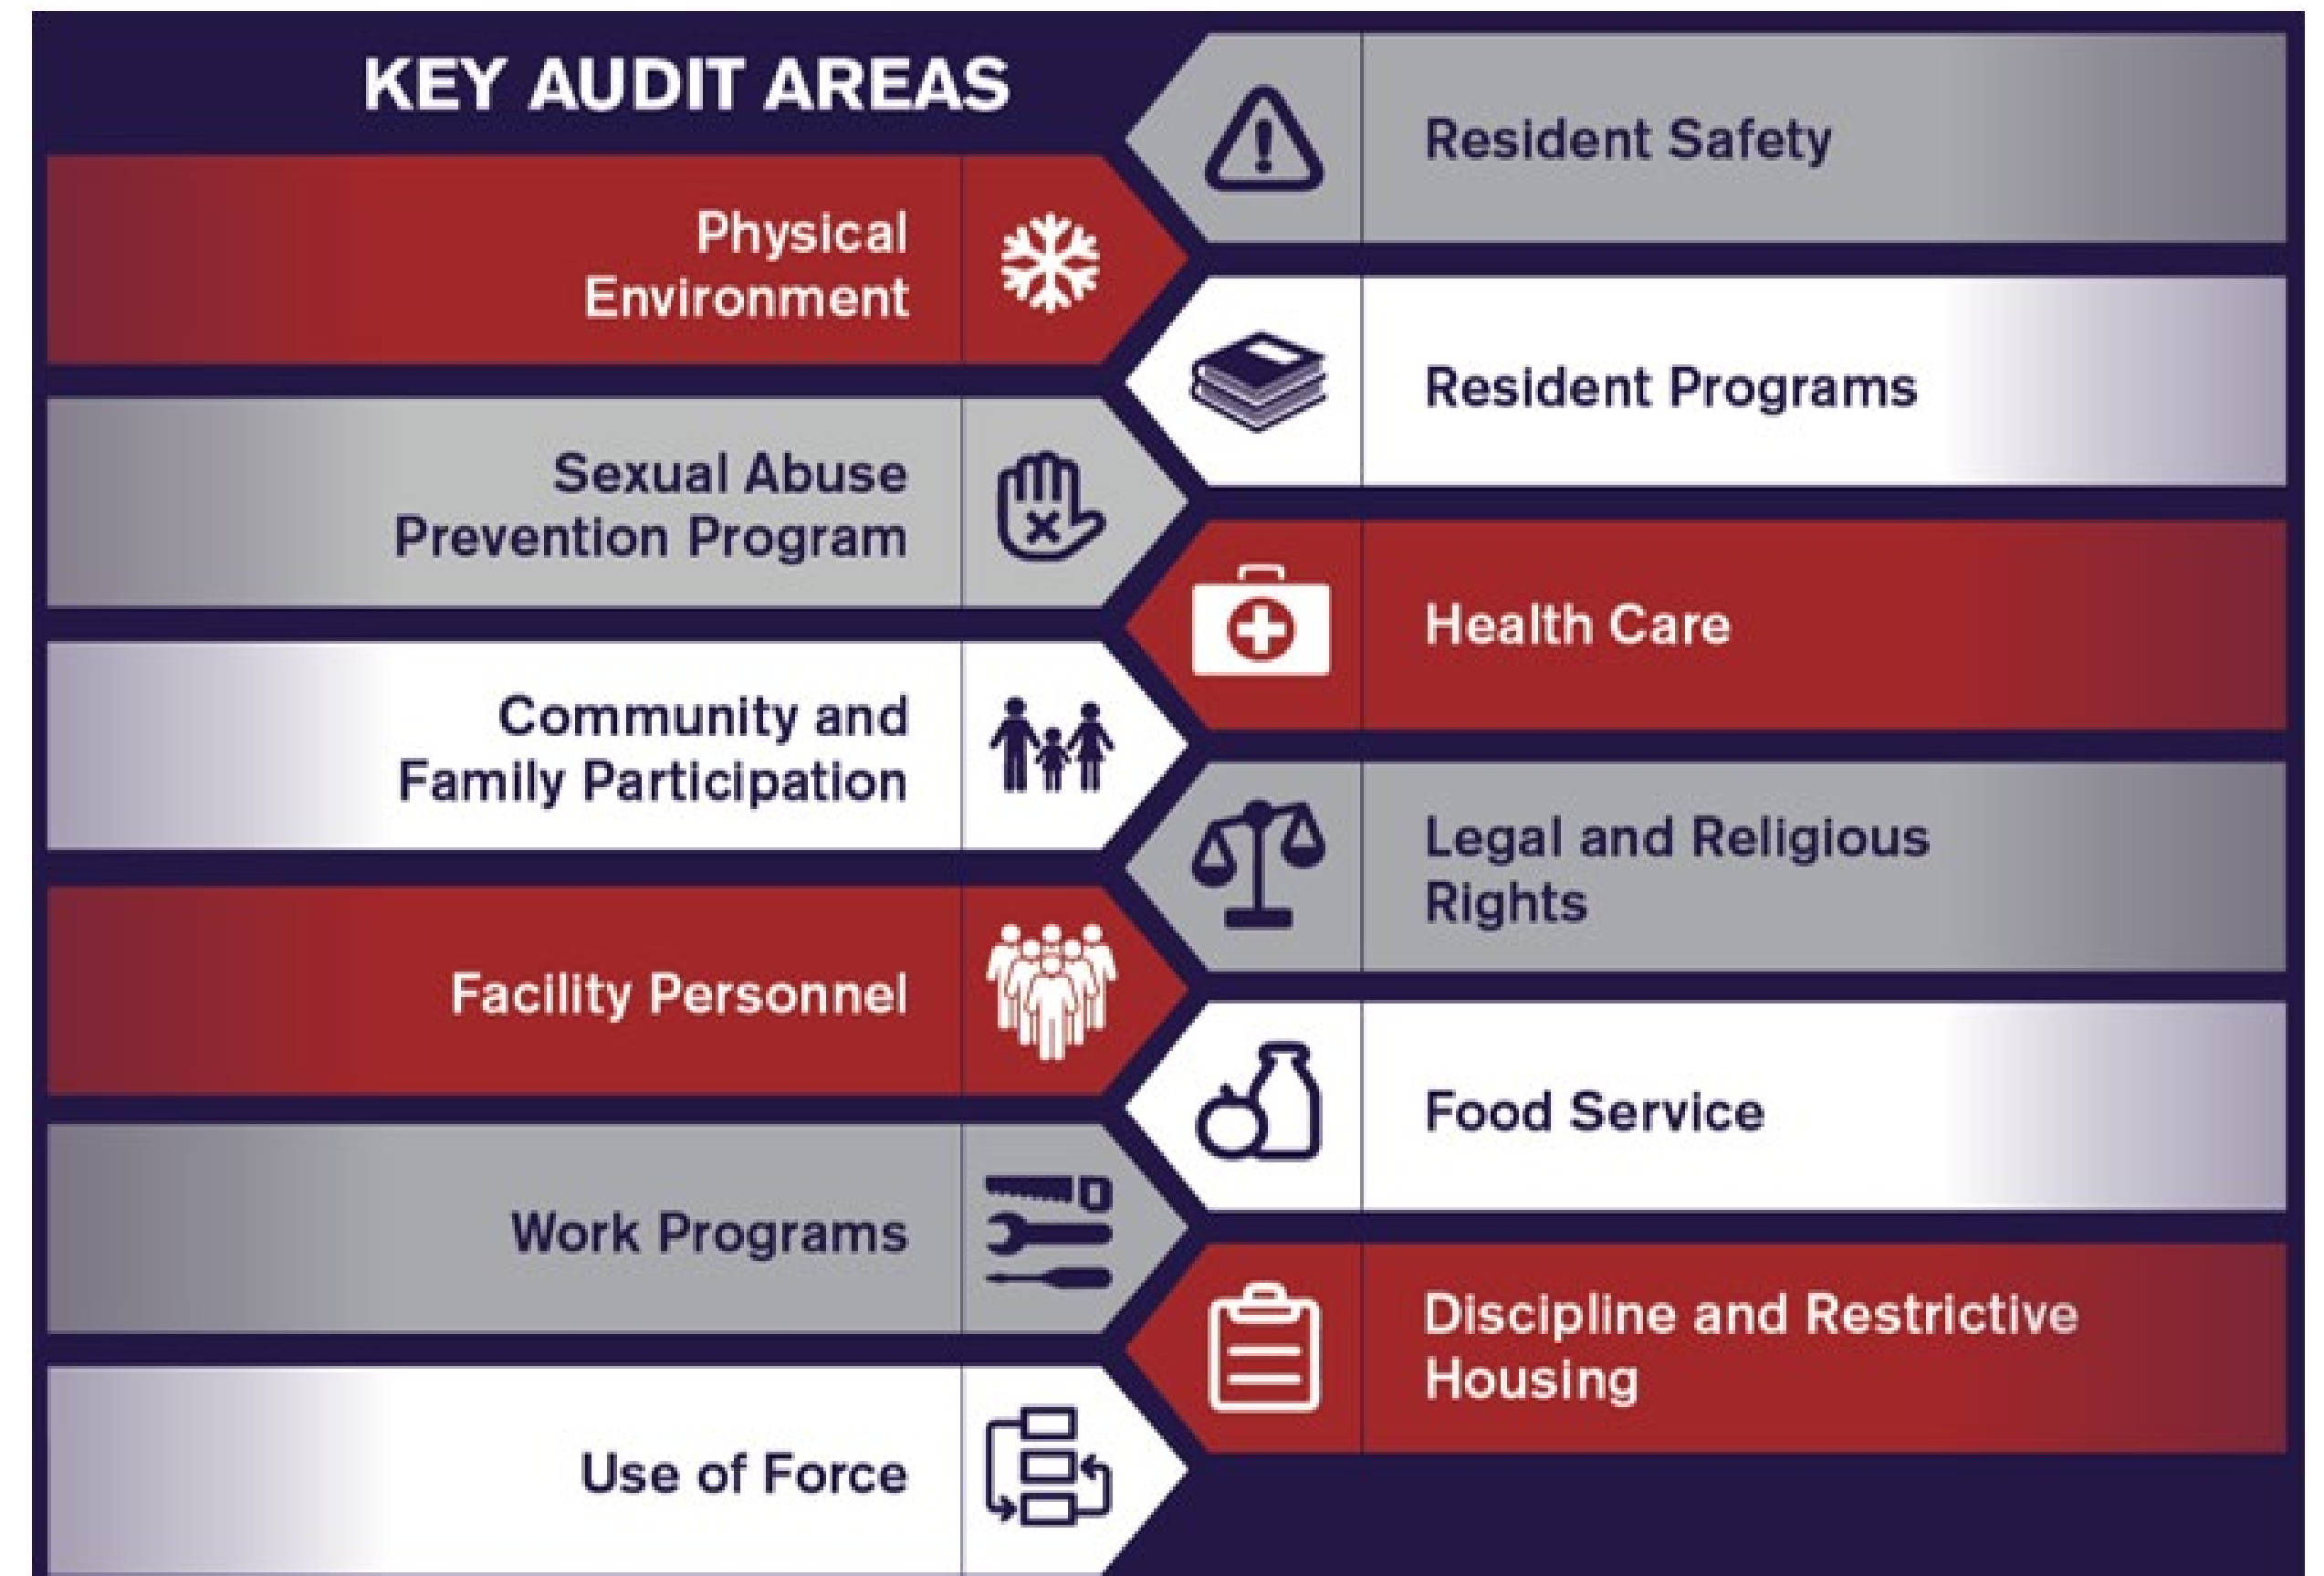 KEY AUDIT AREAS
Physical
Environment
Sexual Abuse
Prevention Program
Community and
Family Participation
Facility Personnel
Work Programs
Use of Force
Resident Safety
Resident Programs
Health Care
Legal and Religious
Rights
Food Service
Discipline and Restrictive
Housing